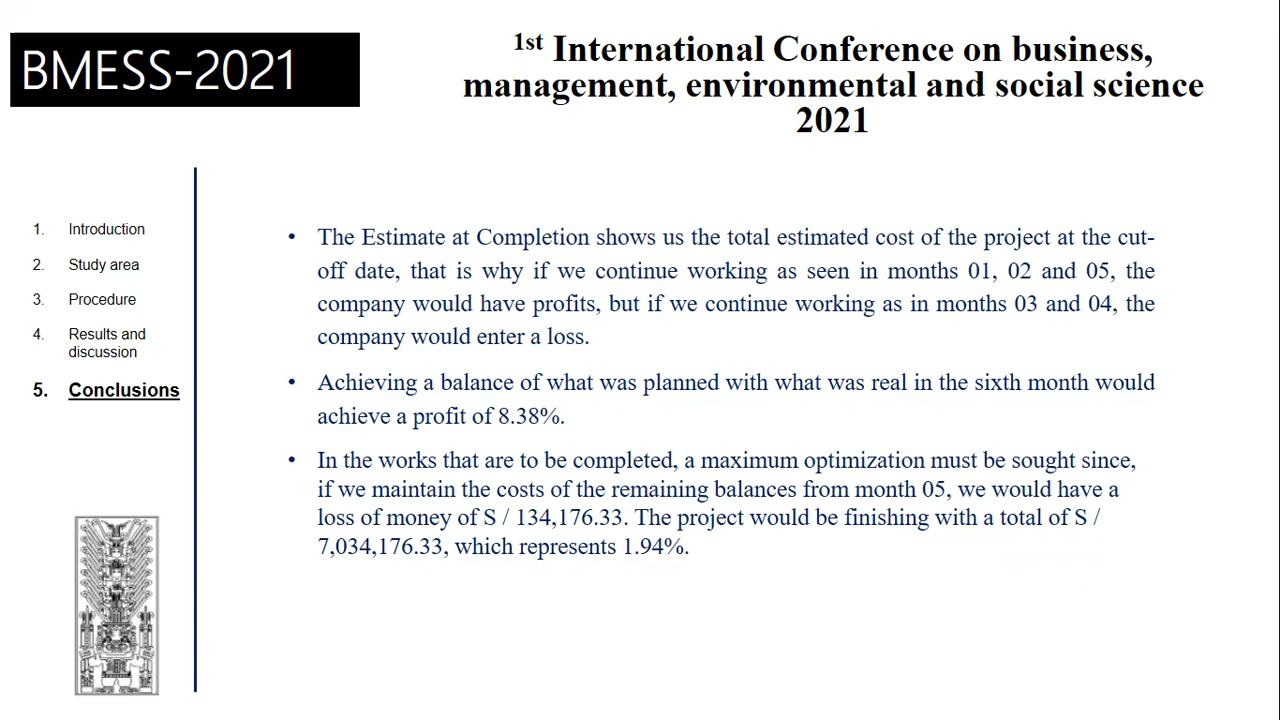 BMESS-2021
1st International Conference on business,
management, environmental and social science
2021
1. Introduction
2. Study area
3. Procedure
4. Results and
discussion
5. Conclusions
• The Estimate at Completion shows us the total estimated cost of the project at the cut-
off date, that is why if we continue working as seen in months 01, 02 and 05, the
company would have profits, but if we continue working as in months 03 and 04, the
company would enter a loss.
• Achieving a balance of what was planned with what was real in the sixth month would
achieve a profit of 8.38%.
• In the works that are to be completed, a maximum optimization must be sought since,
if we maintain the costs of the remaining balances from month 05, we would have a
loss of money of S / 134,176.33. The project would be finishing with a total of S /
7,034,176.33, which represents 1.94%.